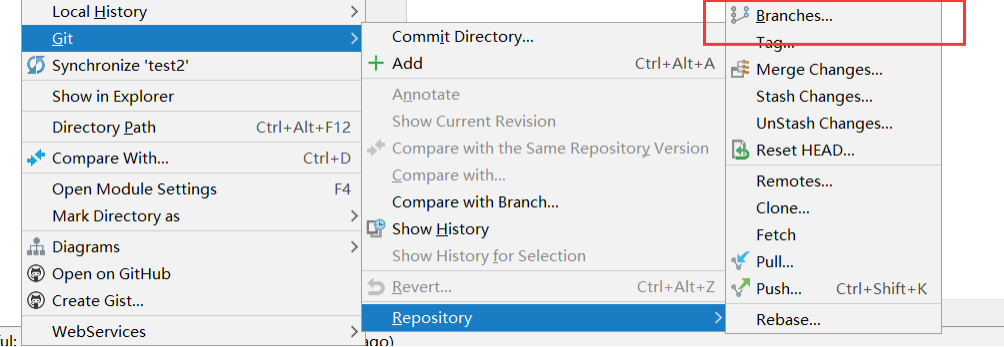 Local History
Git
Synchronize 'test2'
Show in Explorer
Directory Path Ctrl+Alt+F12
Compare With... Ctrl+D
Open Module Settings F4
Mark Directory as
Diagrams
Open on GitHub
Create Gist...
WebServices
Commit Directory...
Add Ctrl+Alt+A
Annotate
Show Current Revision
Compare with the Same Repository Version
Compare with...
Compare with Branch...
Show History
Show History for Selection
Revert... Ctrl+Alt+Z
Repository
Branches...
Tag...
Merge Changes...
Stash Changes...
UnStash Changes...
Reset HEAD...
Remotes...
Clone...
Fetch
Pull...
Push... Ctrl+Shift+K
Rebase...
ago)